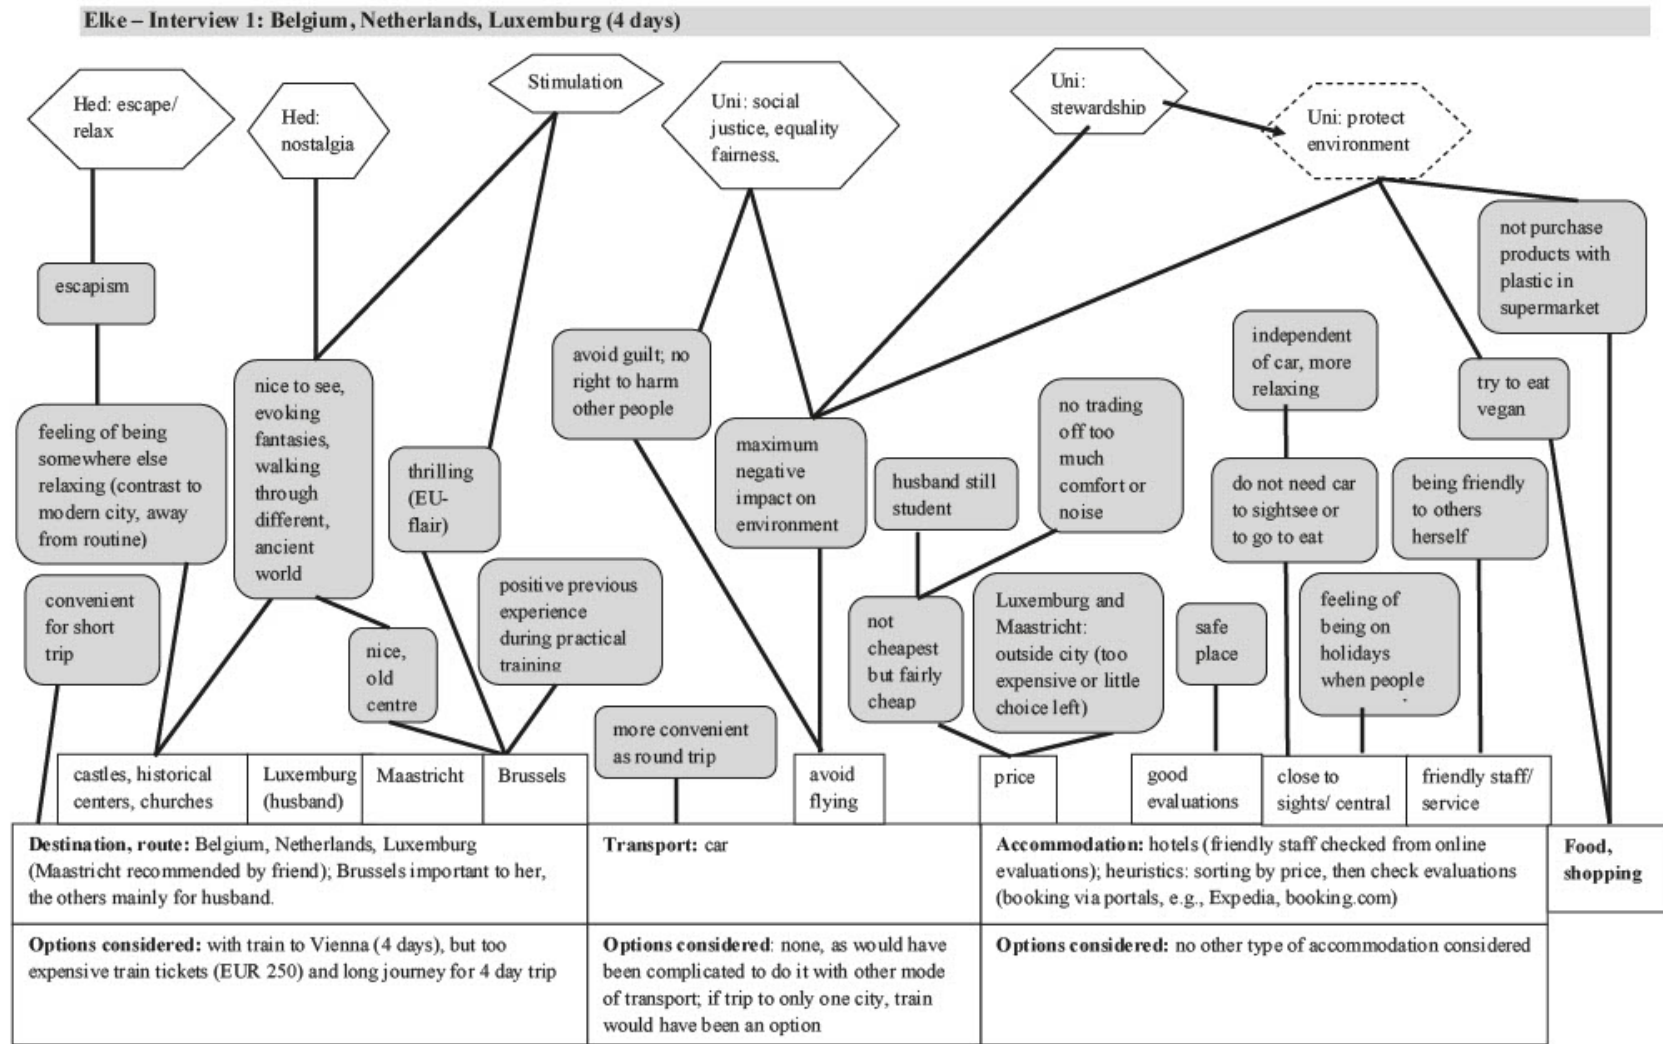 Elke – Interview 1: Belgium, Netherlands, Luxemburg (4 days)
Hed: escape/
relax
Hed:
nostalgia
Stimulation
Uni: social
justice, equality
fairness.
Uni:
stewardship
Uni: protect
environment
escapism
feeling of being
somewhere else
relaxing (contrast to
modern city, away
from routine)
convenient
for short
trip
nice to see,
evoking
fantasies,
walking
through
different,
ancient
world
nice,
old
centre
thrilling
(EU-
flair)
positive previous
experience
during practical
training
avoid guilt; no
right to harm
other people
more convenient
as round trip
maximum
negative
impact on
environment
husband still
student
no trading
off too
much
comfort or
noise
not
cheapest
but fairly
cheap
Luxemburg and
Maastricht:
outside city (too
expensive or little
choice left)
safe
place
independent
of car, more
relaxing
do not need car
to sightsee or
to go to eat
feeling of
being on
holidays
when people
being friendly
to others
herself
try to eat
vegan
not purchase
products with
plastic in
supermarket
castles, historical
centers, churches
Luxemburg
(husband)
Maastricht
Brussels
avoid
flying
price
good
evaluations
close to
sights/ central
friendly staff/
service
Destination, route: Belgium, Netherlands, Luxemburg
(Maastricht recommended by friend); Brussels important to her,
the others mainly for husband.
Transport: car
Accommodation: hotels (friendly staff checked from online
evaluations); heuristics: sorting by price, then check evaluations
(booking via portals, e.g., Expedia, booking.com)
Food,
shopping
Options considered: with train to Vienna (4 days), but too
expensive train tickets (EUR 250) and long journey for 4 day trip
Options considered: none, as would have
been complicated to do it with other mode
of transport; if trip to only one city, train
would have been an option
Options considered: no other type of accommodation considered